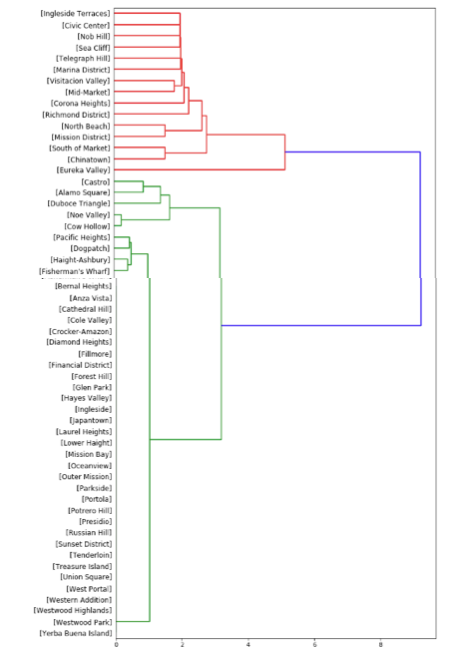 [Ingleside Terraces]
[Civic Center]
[Nob Hill]
[Sea Cliff]
[Telegraph Hill]
[Marina District]
[Visitacion Valley]
[Mid-Market]
[Corona Heights]
[Richmond District]
[North Beach]
[Mission District]
[South of Market]
[Chinatown]
[Eureka Valley]
[Castro]
[Alamo Square]
[Duboce Triangle]
[Noe Valley]
[Cow Hollow]
[Pacific Heights]
[Dogpatch]
[Haight-Ashbury]
[Fisherman's Wharf]
[Bernal Heights]
[Anza Vista]
[Cathedral Hill]
[Cole Valley]
[Crocker-Amazon]
[Diamond Heights]
[Fillmore]
[Financial District]
[Forest Hill]
[Glen Park]
[Hayes Valley]
[Ingleside]
[Japantown]
[Laurel Heights]
[Lower Haight]
[Mission Bay]
[Oceanview]
[Outer Mission]
[Parkside]
[Portola]
[Potrero Hill]
[Presidio]
[Russian Hill]
[Sunset District]
[Tenderloin]
[Treasure Island]
[Union Square]
[West Portal]
[Western Addition]
[Westwood Highlands]
[Westwood Park]
[Yerba Buena Island]
0 2 4 6 8